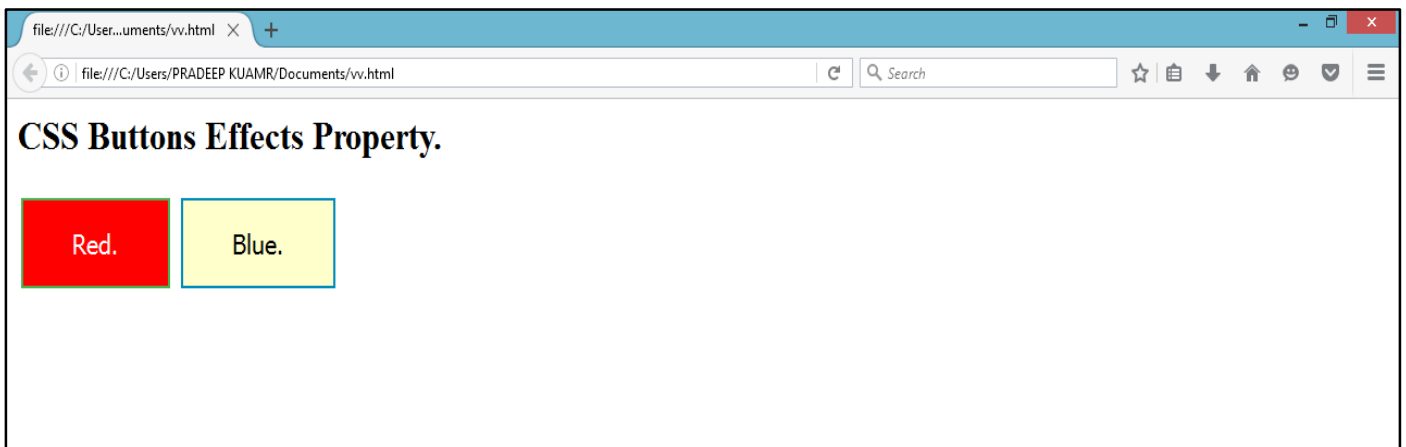 file:///C:/User...uments/vv.html
file:///C:/Users/PRADEEP KUAMR/Documents/vv.html
Search
CSS Buttons Effects Property.
Red.
Blue.